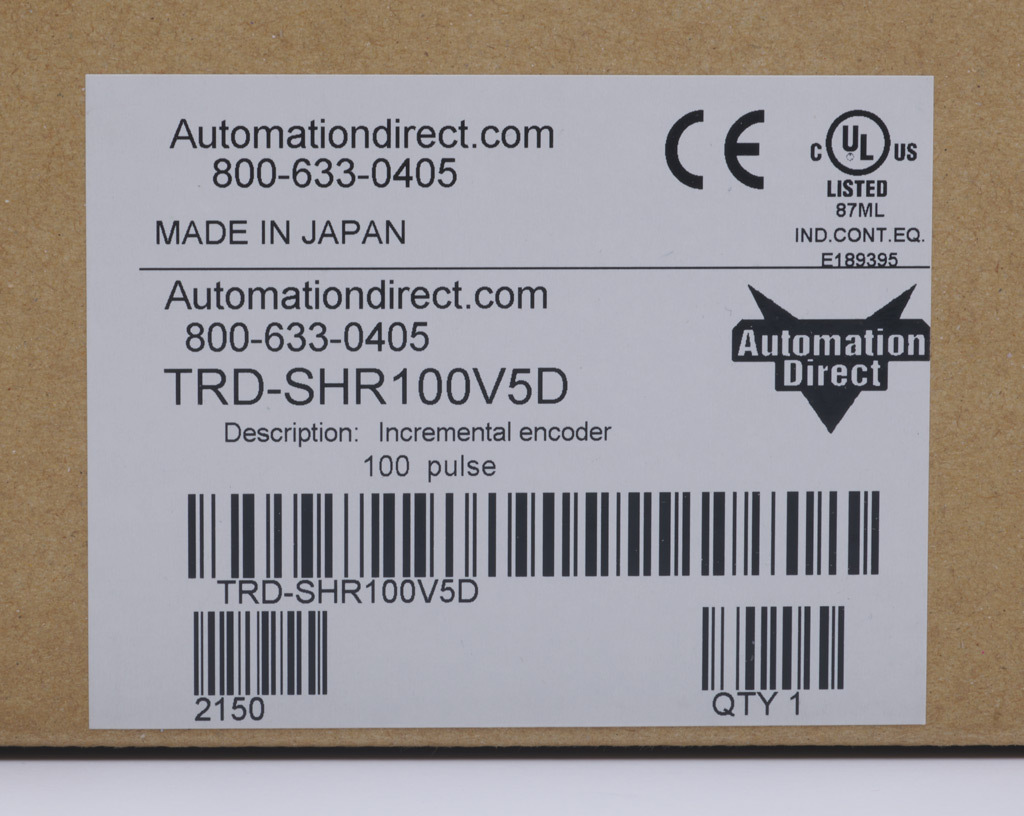 Automationdirect.com
800-633-0405
MADE IN JAPAN
CE
C UL US
LISTED
87ML
IND.CONT.EQ.
E189395
Automationdirect.com
800-633-0405
TRD-SHR100V5D
Description: Incremental encoder
100 pulse
Automation
Direct
TRD-SHR100V5D
2150
QTY 1